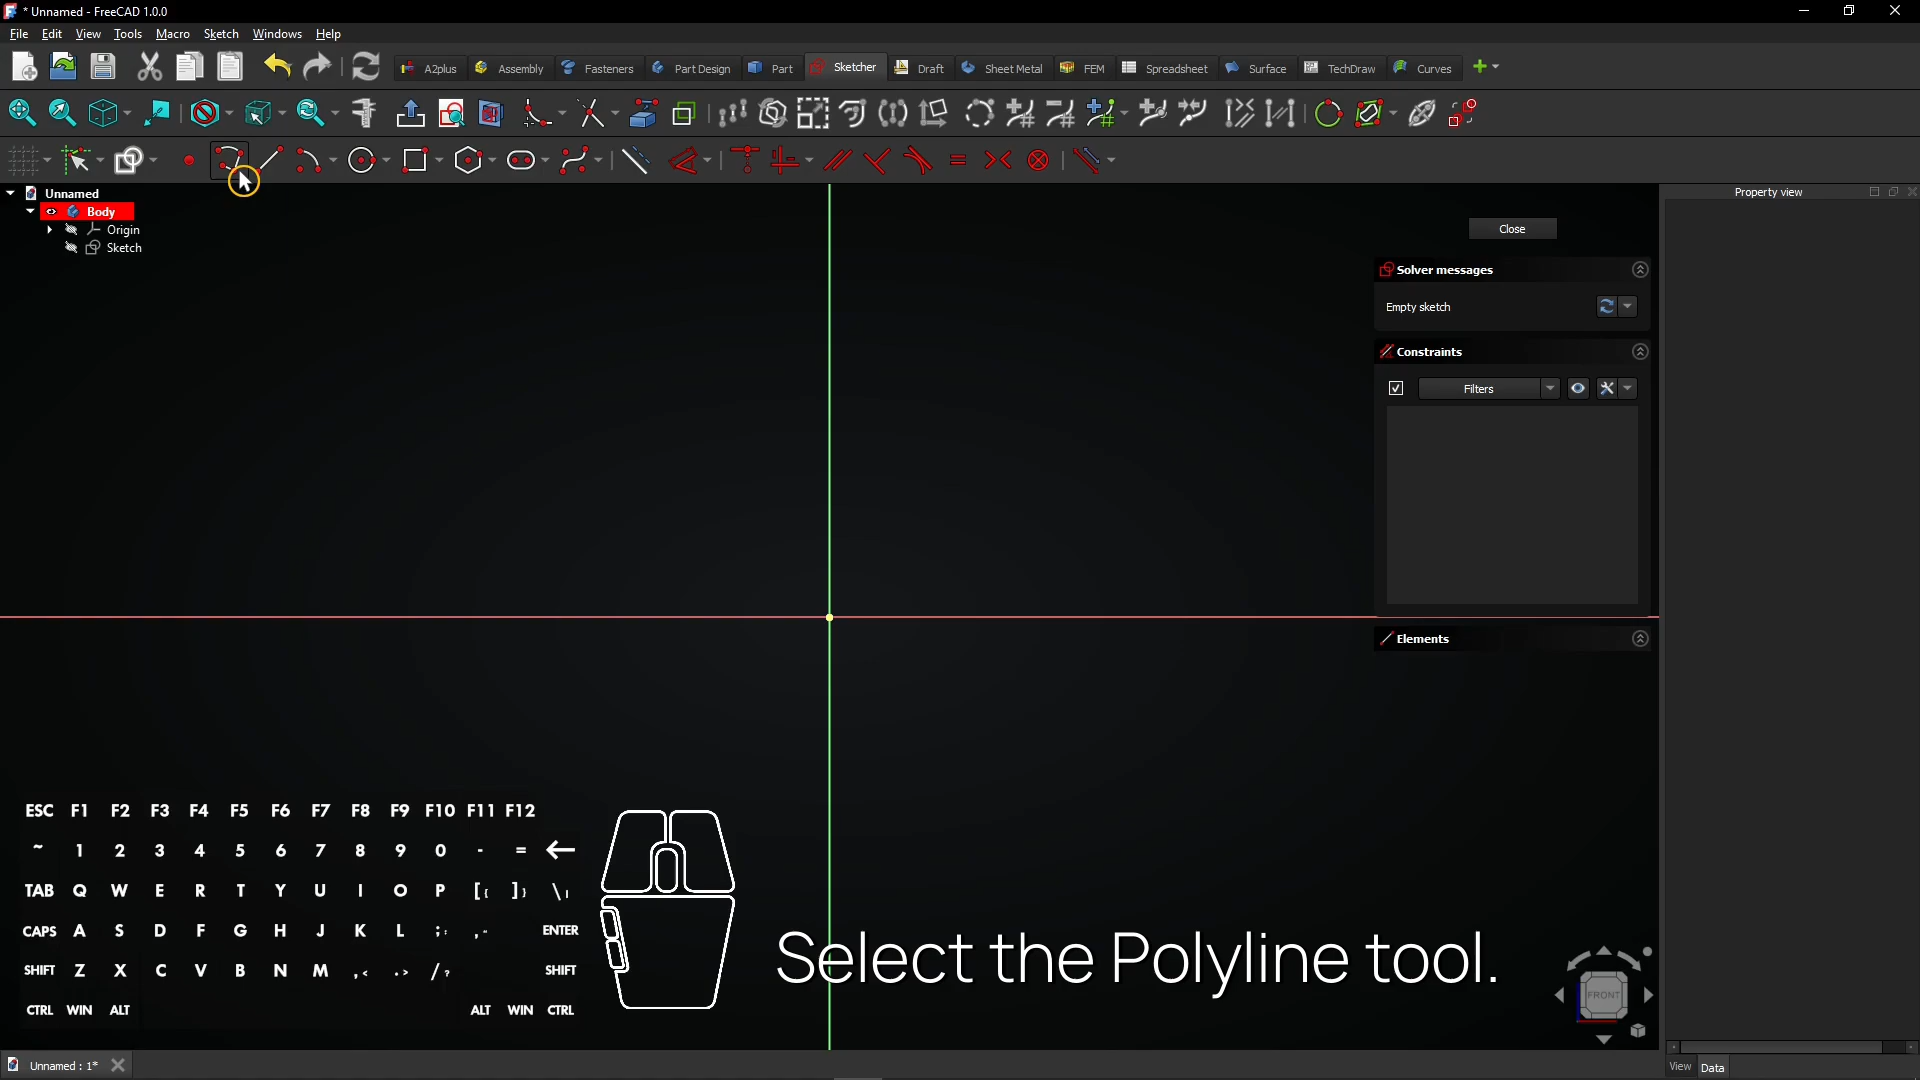 * Unnamed - FreeCAD 1.0.0
File Edit View Tools Macro Sketch Windows Help
A2plus Assembly Fasteners Part Design Part Sketcher Draft Sheet Metal FEM Spreadsheet Surface TechDraw Curves
Unnamed
Body
Origin
Sketch
Property view
Close
Solver messages
Empty sketch
Constraints
Filters
Elements
ESC F1 F2 F3 F4 F5 F6 F7 F8 F9 F10 F11 F12
~ 1 2 3 4 5 6 7 8 9 0 - = ←
TAB Q W E R T Y U I O P [{ ]} \|
CAPS A S D F G H J K L ;: ," ENTER
SHIFT Z X C V B N M ,< .> /? SHIFT
CTRL WIN ALT ALT WIN CTRL
Select the Polyline tool.
FRONT
Unnamed : 1*
View Data